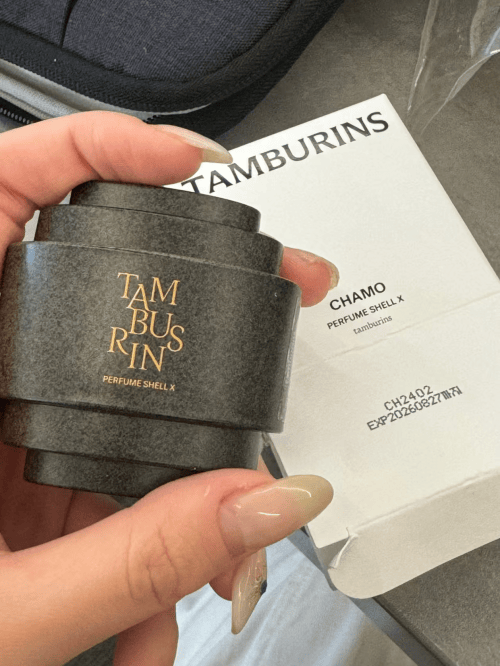 TAMBURINS
TAM
BUS
RIN
PERFUME SHELL X
CHAMO
PERFUME SHELL X
tamburins
CH2402
EXP20260827까지